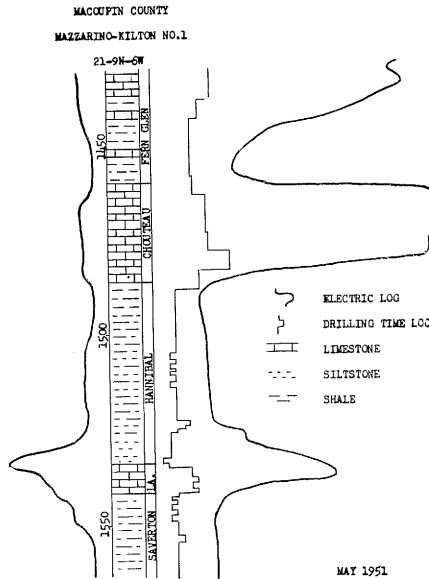 MACOUPIN COUNTY
MAZZARINO-KILTON NO.1
21-9N-6W
1450
FERN GLEN
CHOUTEAU
1500
HANNIBAL
LA.
1550
SAVERTON
ELECTRIC LOG
DRILLING TIME LOG
LIMESTONE
SILTSTONE
SHALE
MAY 1951